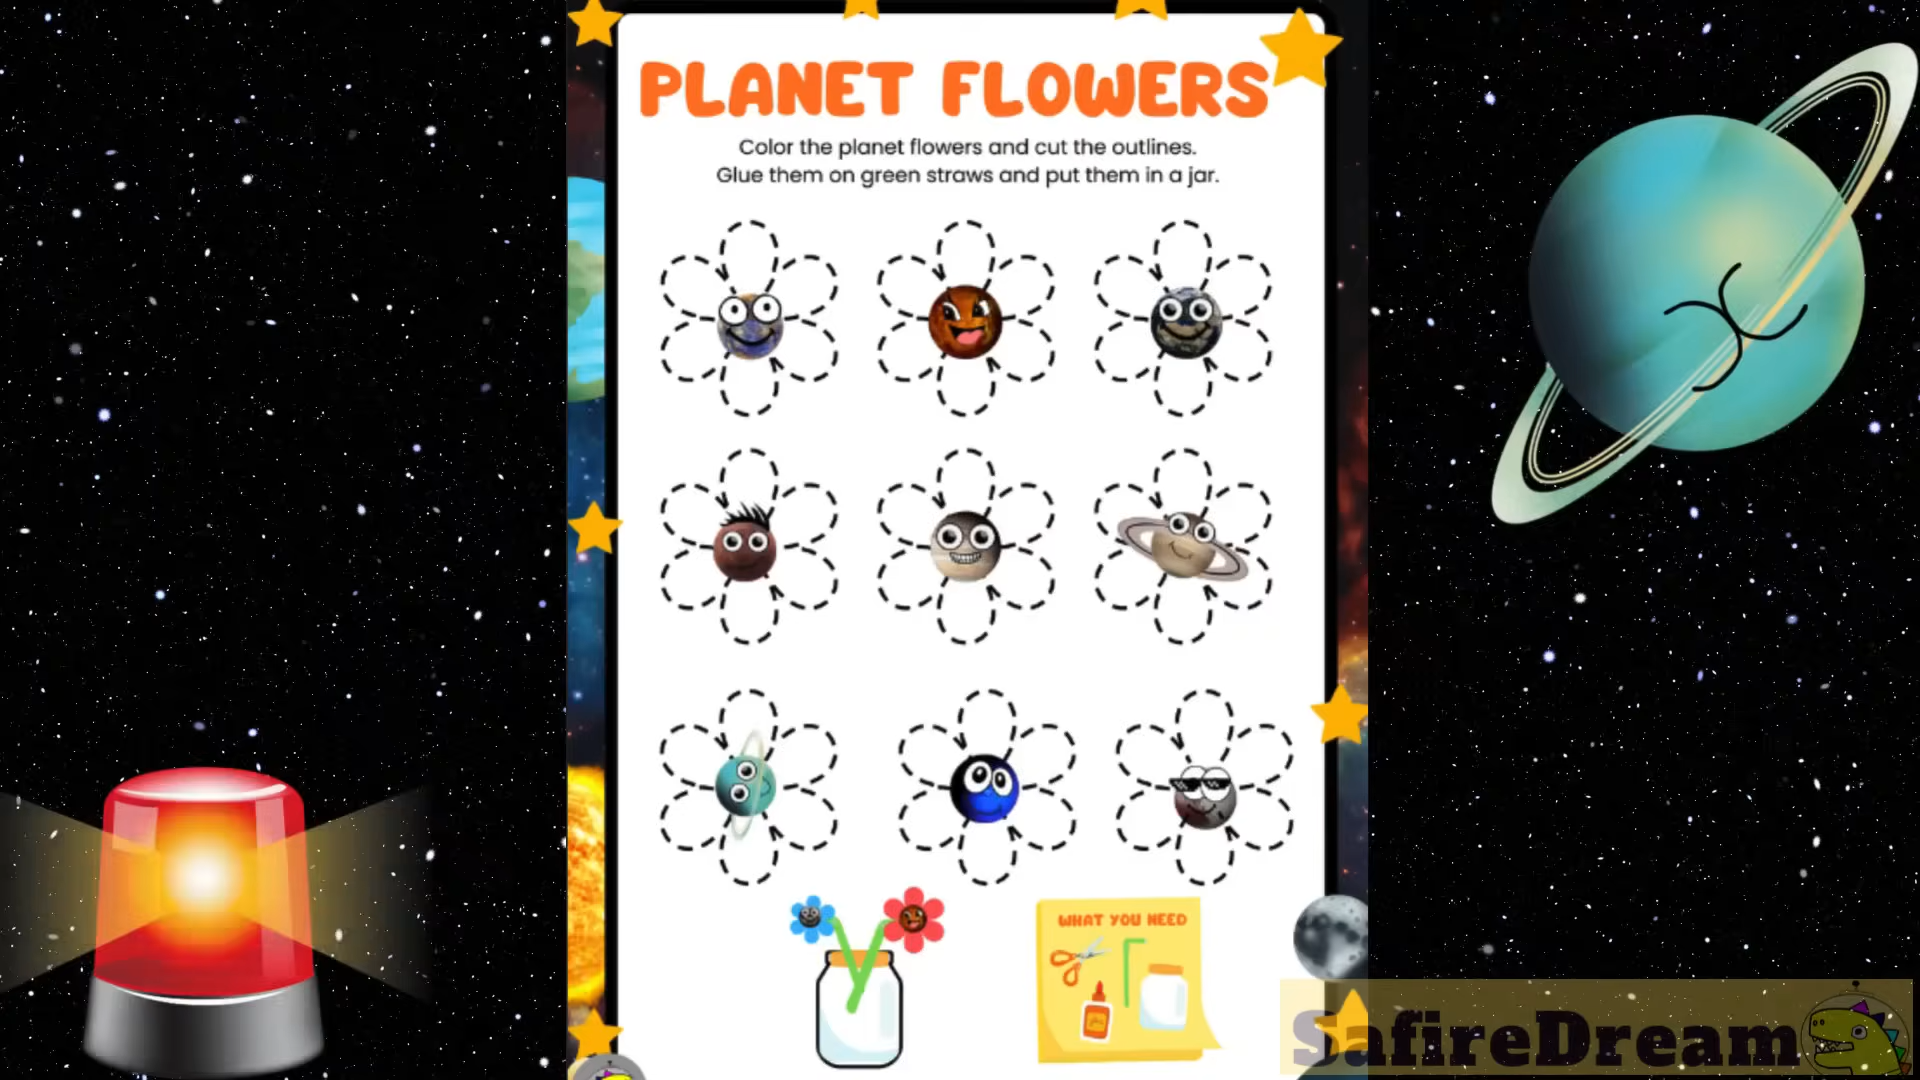 PLANET FLOWERS
Color the planet flowers and cut the outlines.
Glue them on green straws and put them in a jar.
WHAT YOU NEED
SafireDream